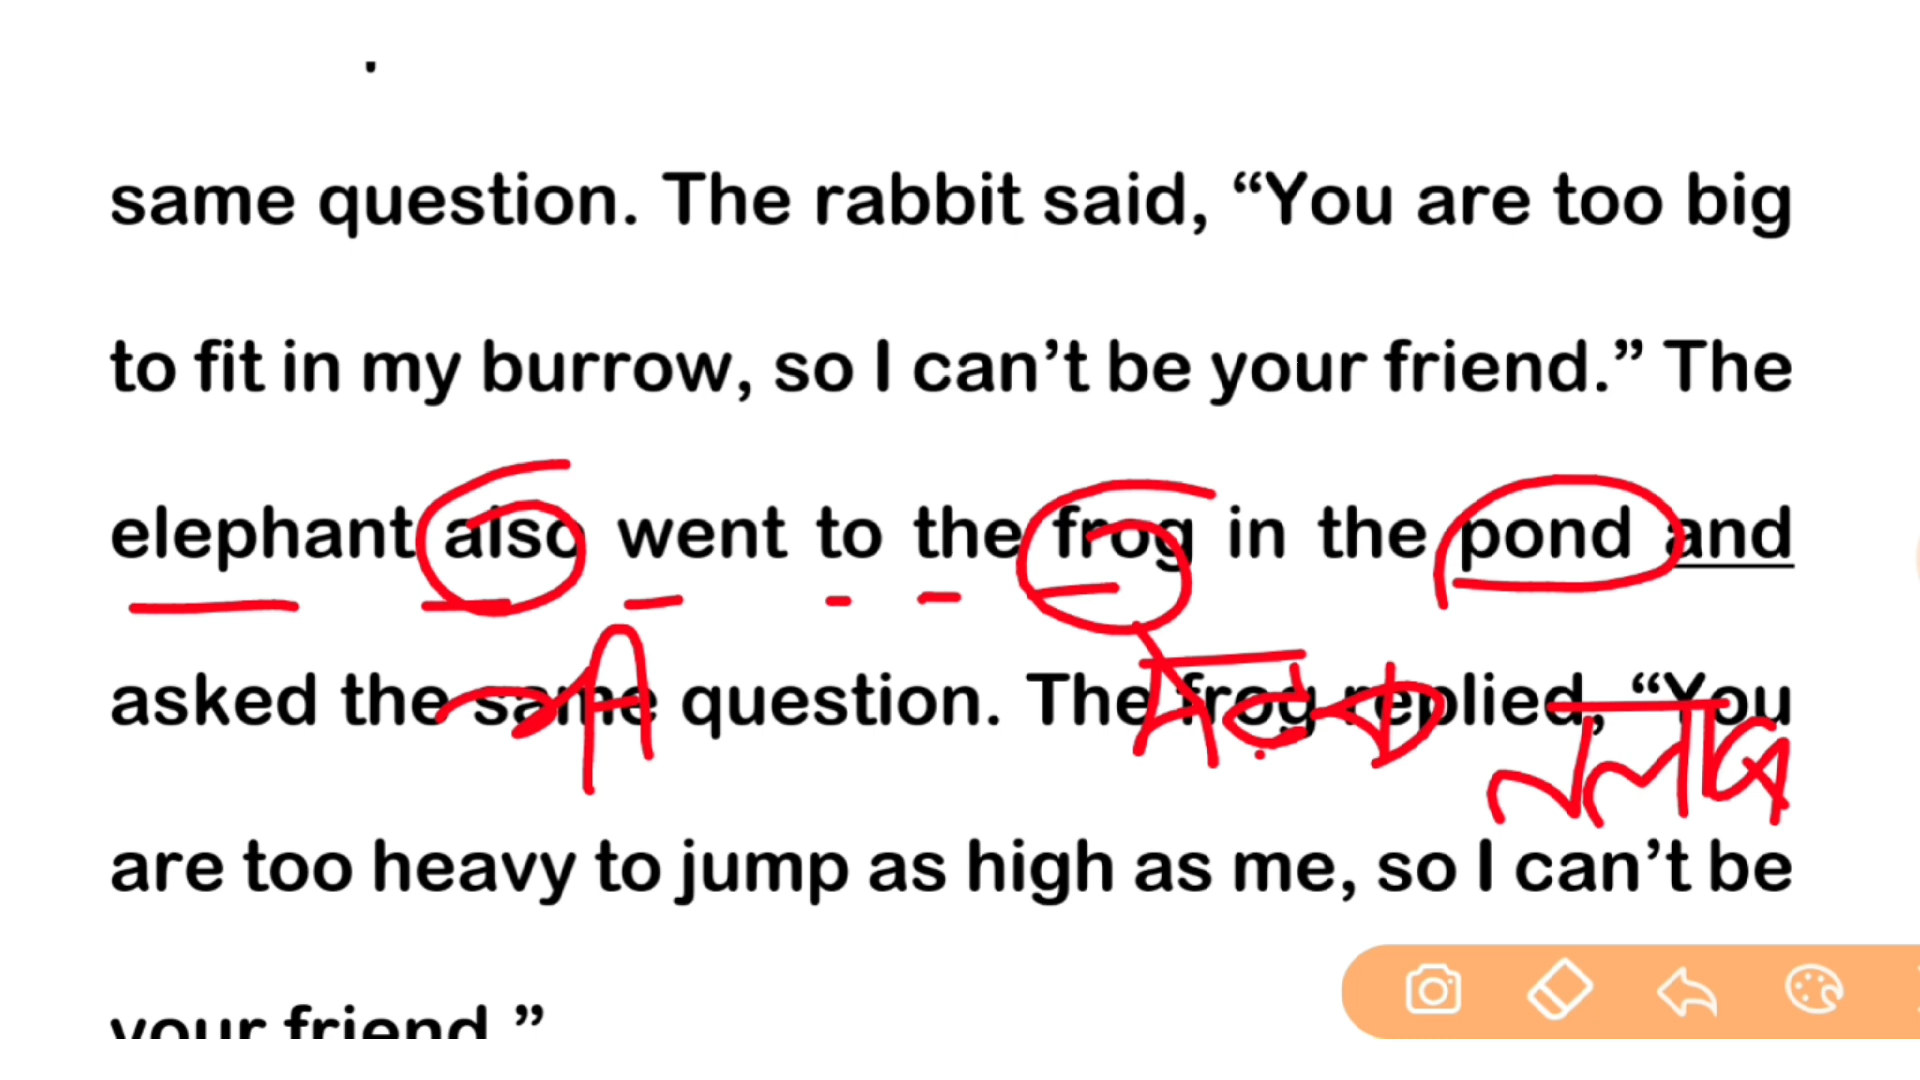 same question. The rabbit said, “You are too big
to fit in my burrow, so I can’t be your friend.” The
elephant also went to the frog in the pond and
asked the same question. The frog replied, “You
are too heavy to jump as high as me, so I can’t be
your friend.”